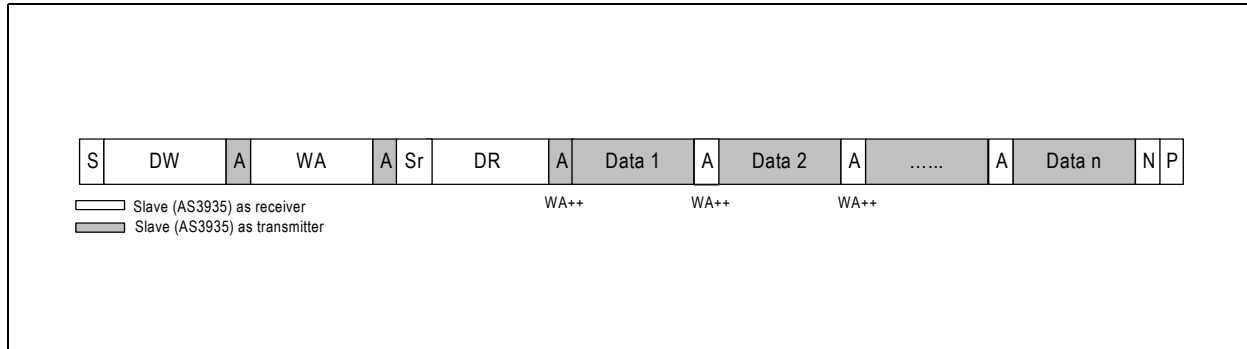 S DW A WA A Sr DR A Data 1 A Data 2 A ...... A Data n N P
WA++ WA++ WA++
Slave (AS3935) as receiver
Slave (AS3935) as transmitter